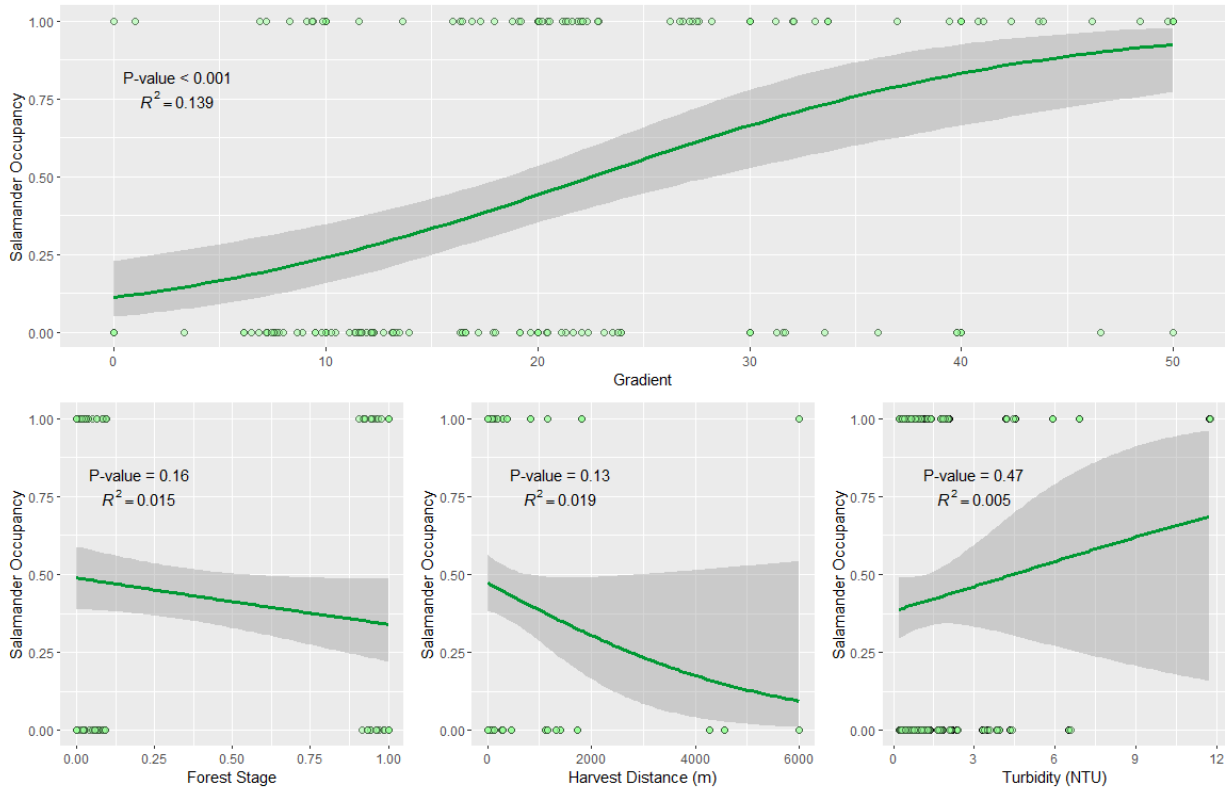 1.00
0.75
0.50
0.25
0.00
Salamander Occupancy
P-value < 0.001
R² = 0.139
0 10 20 30 40 50
Gradient
1.00
0.75
0.50
0.25
0.00
Salamander Occupancy
P-value = 0.16
R² = 0.015
0.00 0.25 0.50 0.75 1.00
Forest Stage
1.00
0.75
0.50
0.25
0.00
Salamander Occupancy
P-value = 0.13
R² = 0.019
0 2000 4000 6000
Harvest Distance (m)
1.00
0.75
0.50
0.25
0.00
Salamander Occupancy
P-value = 0.47
R² = 0.005
0 3 6 9 12
Turbidity (NTU)